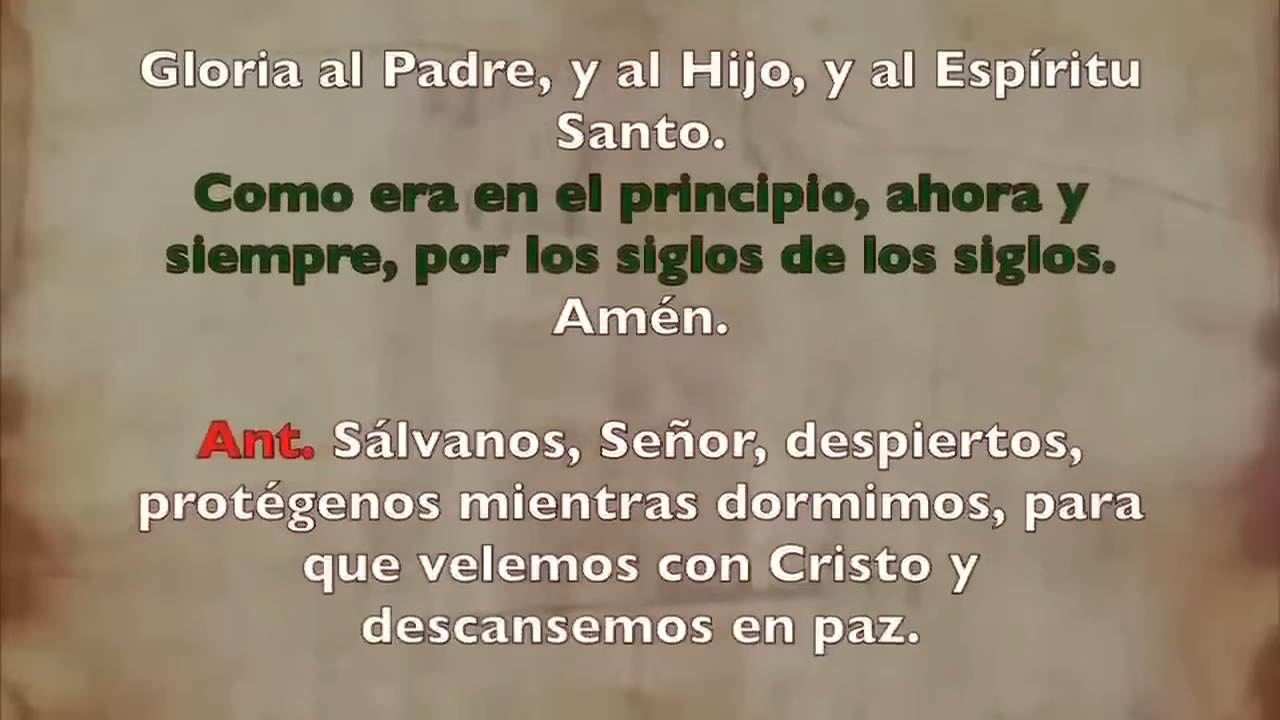 Gloria al Padre, y al Hijo, y al Espíritu
Santo.
Como era en el principio, ahora y
siempre, por los siglos de los siglos.
Amén.
Ant. Sálvanos, Señor, despiertos,
protégenos mientras dormimos, para
que velemos con Cristo y
descansemos en paz.